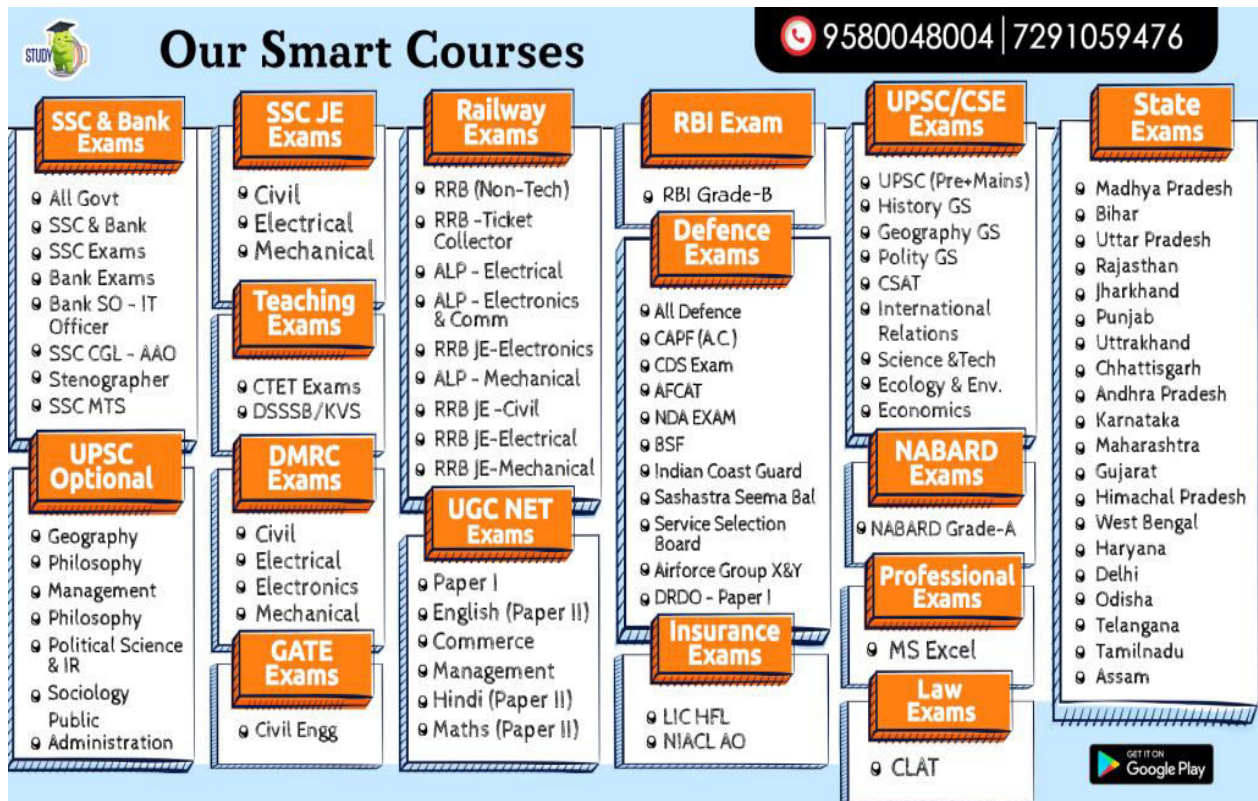 STUDY
Our Smart Courses
9580048004 | 7291059476
SSC & Bank
Exams
All Govt
SSC & Bank
SSC Exams
Bank Exams
Bank SO - IT
Officer
SSC CGL - AAO
Stenographer
SSC MTS
UPSC
Optional
Geography
Philosophy
Management
Philosophy
Political Science
& IR
Sociology
Public
Administration
SSC JE
Exams
Civil
Electrical
Mechanical
Teaching
Exams
CTET Exams
DSSSB/KVS
DMRC
Exams
Civil
Electrical
Electronics
Mechanical
GATE
Exams
Civil Engg
Railway
Exams
RRB (Non-Tech)
RRB -Ticket
Collector
ALP - Electrical
ALP - Electronics
& Comm
RRB JE-Electronics
ALP - Mechanical
RRB JE -Civil
RRB JE-Electrical
RRB JE-Mechanical
UGC NET
Exams
Paper I
English (Paper II)
Commerce
Management
Hindi (Paper II)
Maths (Paper II)
RBI Exam
RBI Grade-B
Defence
Exams
All Defence
CAPF (A.C.)
CDS Exam
AFCAT
NDA EXAM
BSF
Indian Coast Guard
Sashastra Seema Bal
Service Selection
Board
Airforce Group X&Y
DRDO - Paper I
Insurance
Exams
LIC HFL
NIACL AO
UPSC/CSE
Exams
UPSC (Pre+Mains)
History GS
Geography GS
Polity GS
CSAT
International
Relations
Science &Tech
Ecology & Env.
Economics
NABARD
Exams
NABARD Grade-A
Professional
Exams
MS Excel
Law
Exams
CLAT
State
Exams
Madhya Pradesh
Bihar
Uttar Pradesh
Rajasthan
Jharkhand
Punjab
Uttrakhand
Chhattisgarh
Andhra Pradesh
Karnataka
Maharashtra
Gujarat
Himachal Pradesh
West Bengal
Haryana
Delhi
Odisha
Telangana
Tamilnadu
Assam
GET IT ON
Google Play